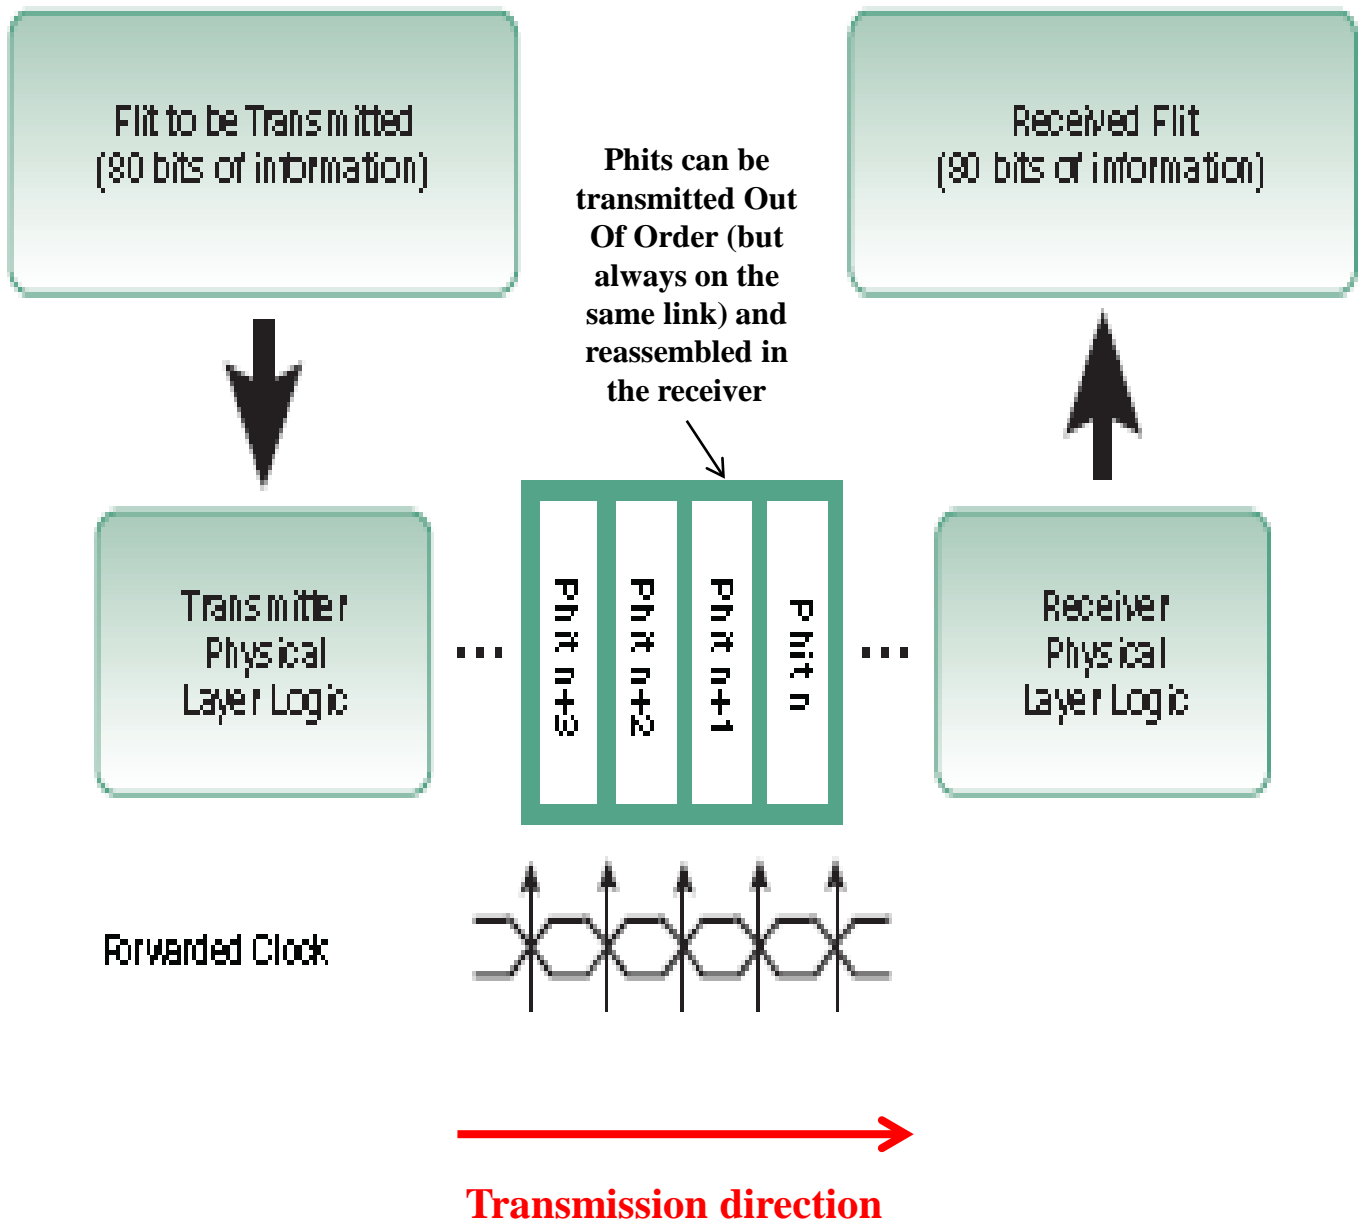 Flit to be Transmitted
(80 bits of information)
Received Flit
(80 bits of information)
Phits can be
transmitted Out
Of Order (but
always on the
same link) and
reassembled in
the receiver
Transmitter
Physical
Layer Logic
...
Phit n+3
Phit n+2
Phit n+1
Phit n
...
Receiver
Physical
Layer Logic
Forwarded Clock
Transmission direction